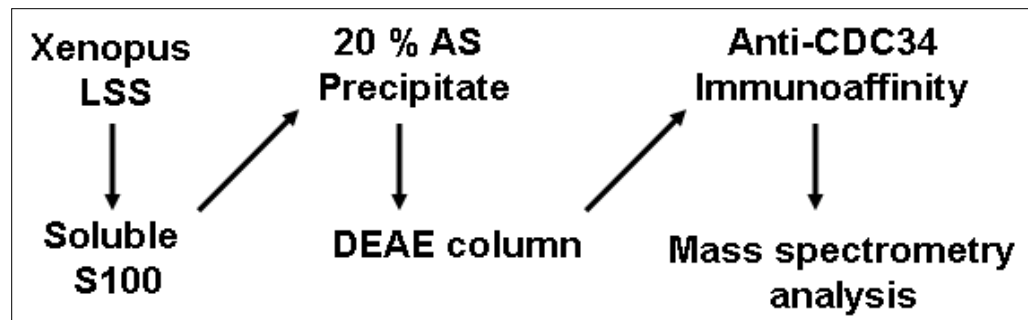 Xenopus
LSS
Soluble
S100
20 % AS
Precipitate
DEAE column
Anti-CDC34
Immunoaffinity
Mass spectrometry
analysis